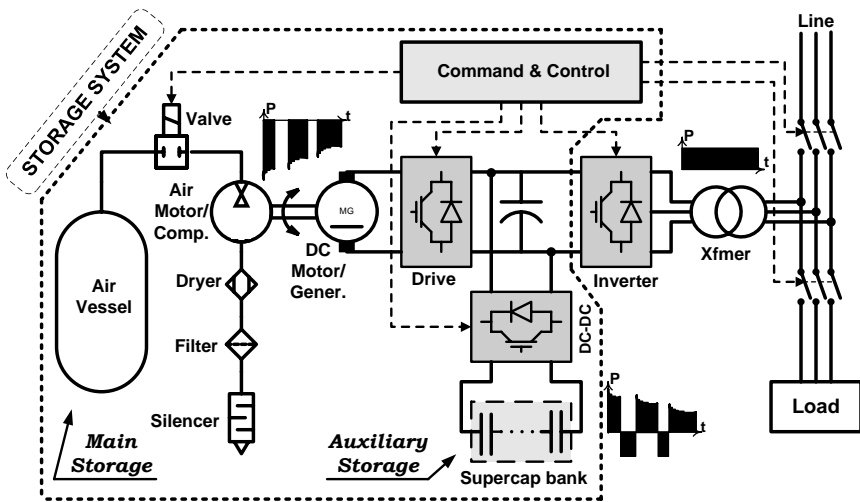 Line
STORAGE SYSTEM
Command & Control
Valve
P
t
P
t
Air
Motor/
Comp.
MG
DC
Motor/
Gener.
Drive
Inverter
Xfmer
Air
Vessel
Dryer
Filter
Silencer
DC-DC
P
t
Load
Main
Storage
Auxiliary
Storage
Supercap bank